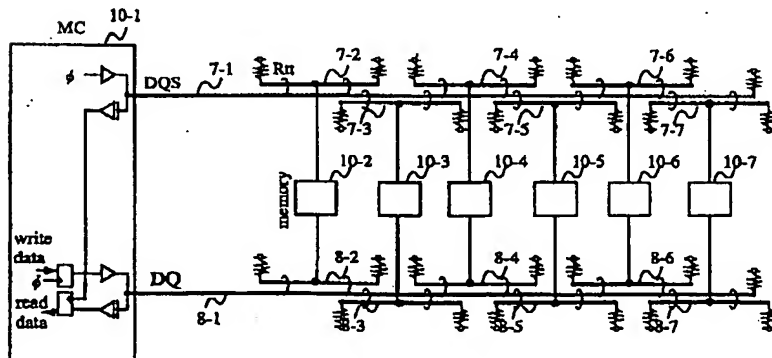 MC
10-1
ϕ
DQS
7-1
Rtt
7-2
7-4
7-6
7-3
7-5
7-7
10-2
10-3
10-4
10-5
10-6
10-7
memory
write
data
ϕ
read
data
DQ
8-1
8-2
8-4
8-6
8-3
8-5
8-7